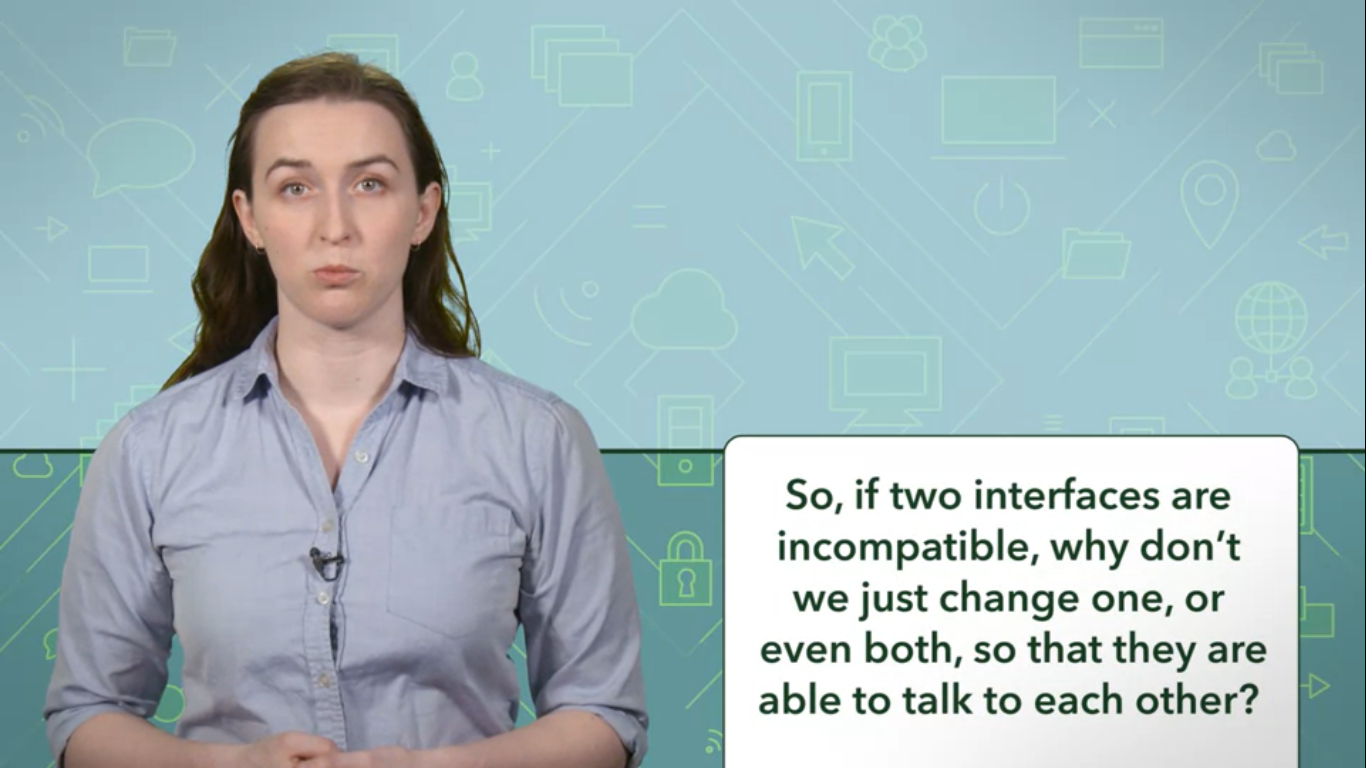 So, if two interfaces are
incompatible, why don’t
we just change one, or
even both, so that they are
able to talk to each other?